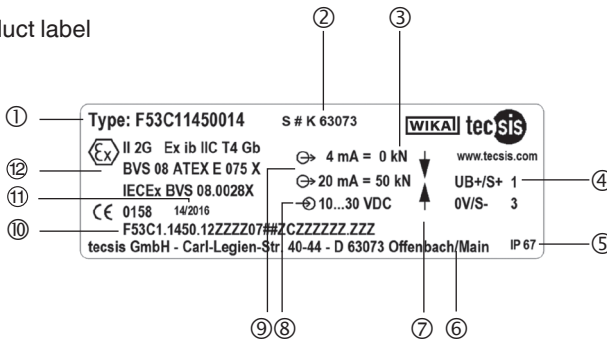 duct label
② ③
① Type: F53C11450014 S # K 63073 WIKA tecsis
Ex II 2G Ex ib IIC T4 Gb 4 mA = 0 kN www.tecsis.com
⑫ BVS 08 ATEX E 075 X 20 mA = 50 kN UB+/S+ 1 ④
IECEx BVS 08.0028X 10...30 VDC 0V/S- 3
⑪
CE 0158 14/2016
⑩ F53C1.1450.12ZZZZ07##ZCZZZZZZ.ZZZ
tecsis GmbH - Carl-Legien-Str. 40-44 - D 63073 Offenbach/Main IP 67 ⑤
⑨ ⑧ ⑦ ⑥